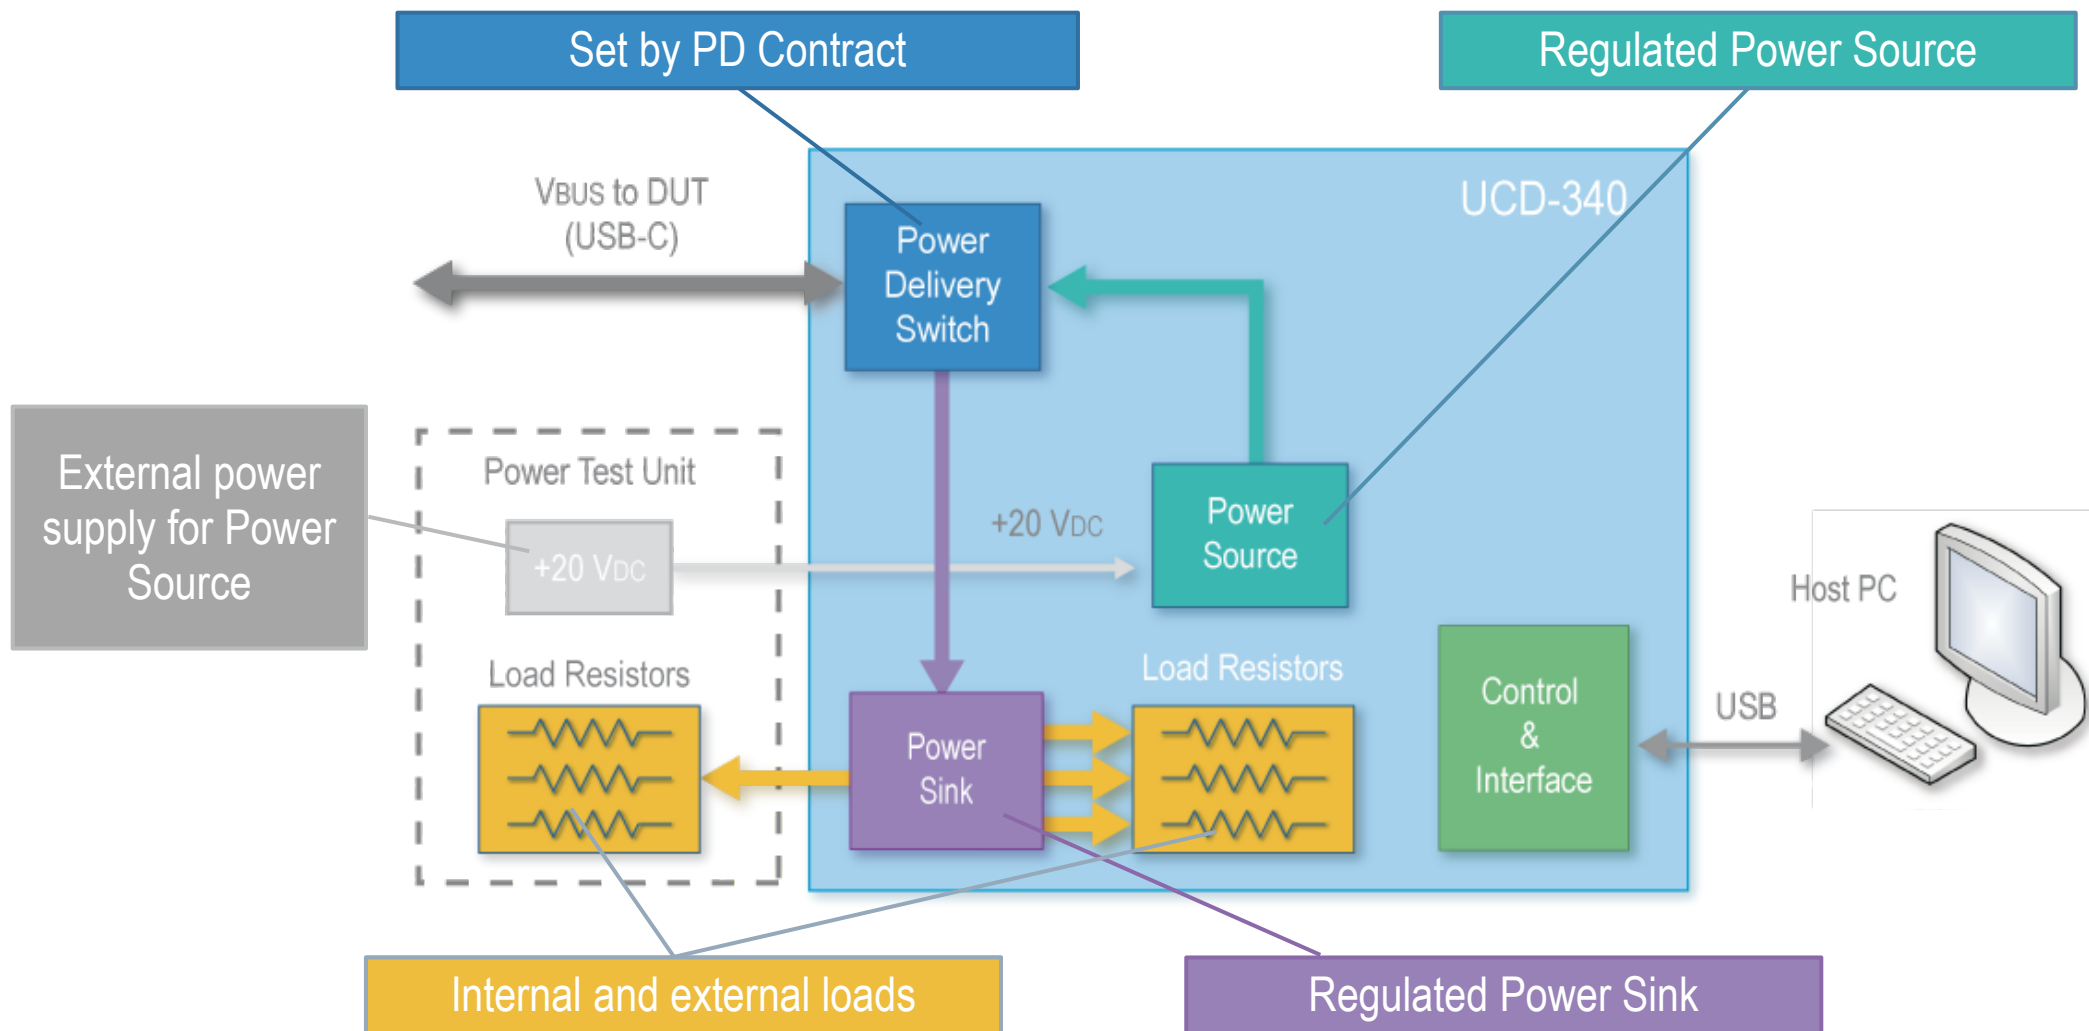 Set by PD Contract
Regulated Power Source
VBUS to DUT
(USB-C)
UCD-340
Power
Delivery
Switch
External power
supply for Power
Source
Power Test Unit
+20 VDC
+20 VDC
Power
Source
Host PC
Load Resistors
Load Resistors
Power
Sink
Control
&
Interface
USB
Internal and external loads
Regulated Power Sink